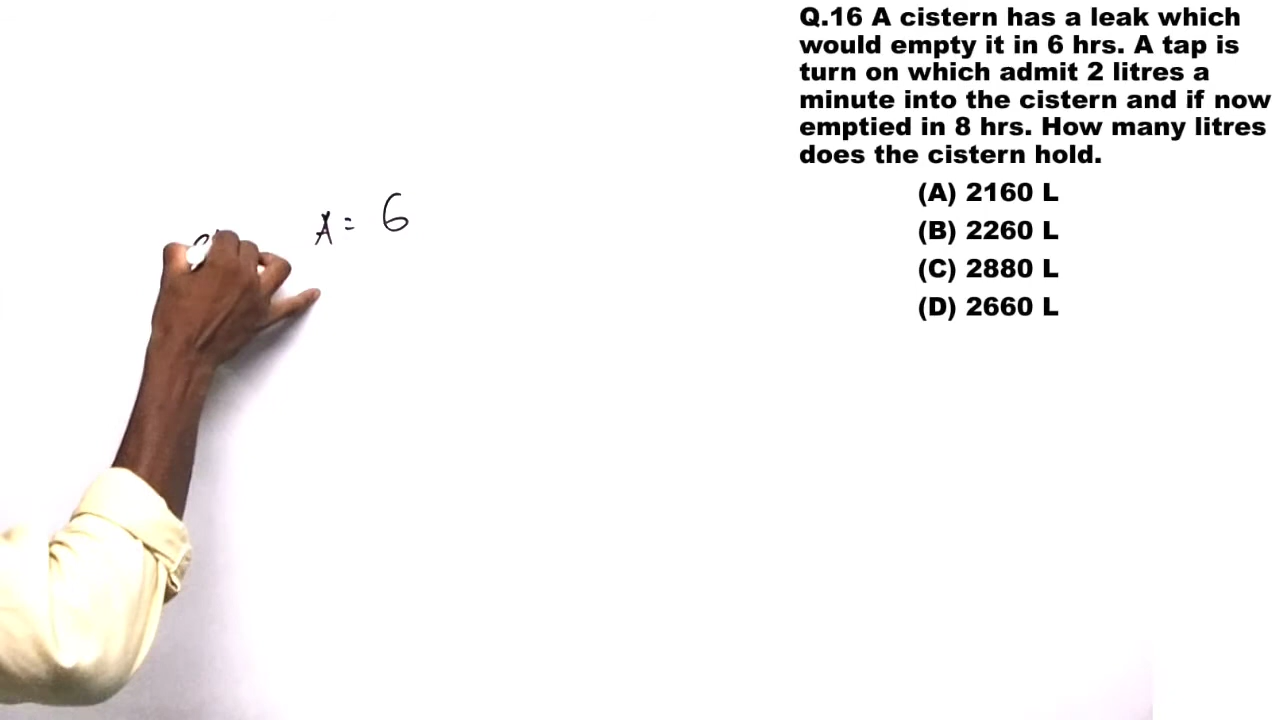 Q.16 A cistern has a leak which
would empty it in 6 hrs. A tap is
turn on which admit 2 litres a
minute into the cistern and if now
emptied in 8 hrs. How many litres
does the cistern hold.
(A) 2160 L
(B) 2260 L
(C) 2880 L
(D) 2660 L
A = 6